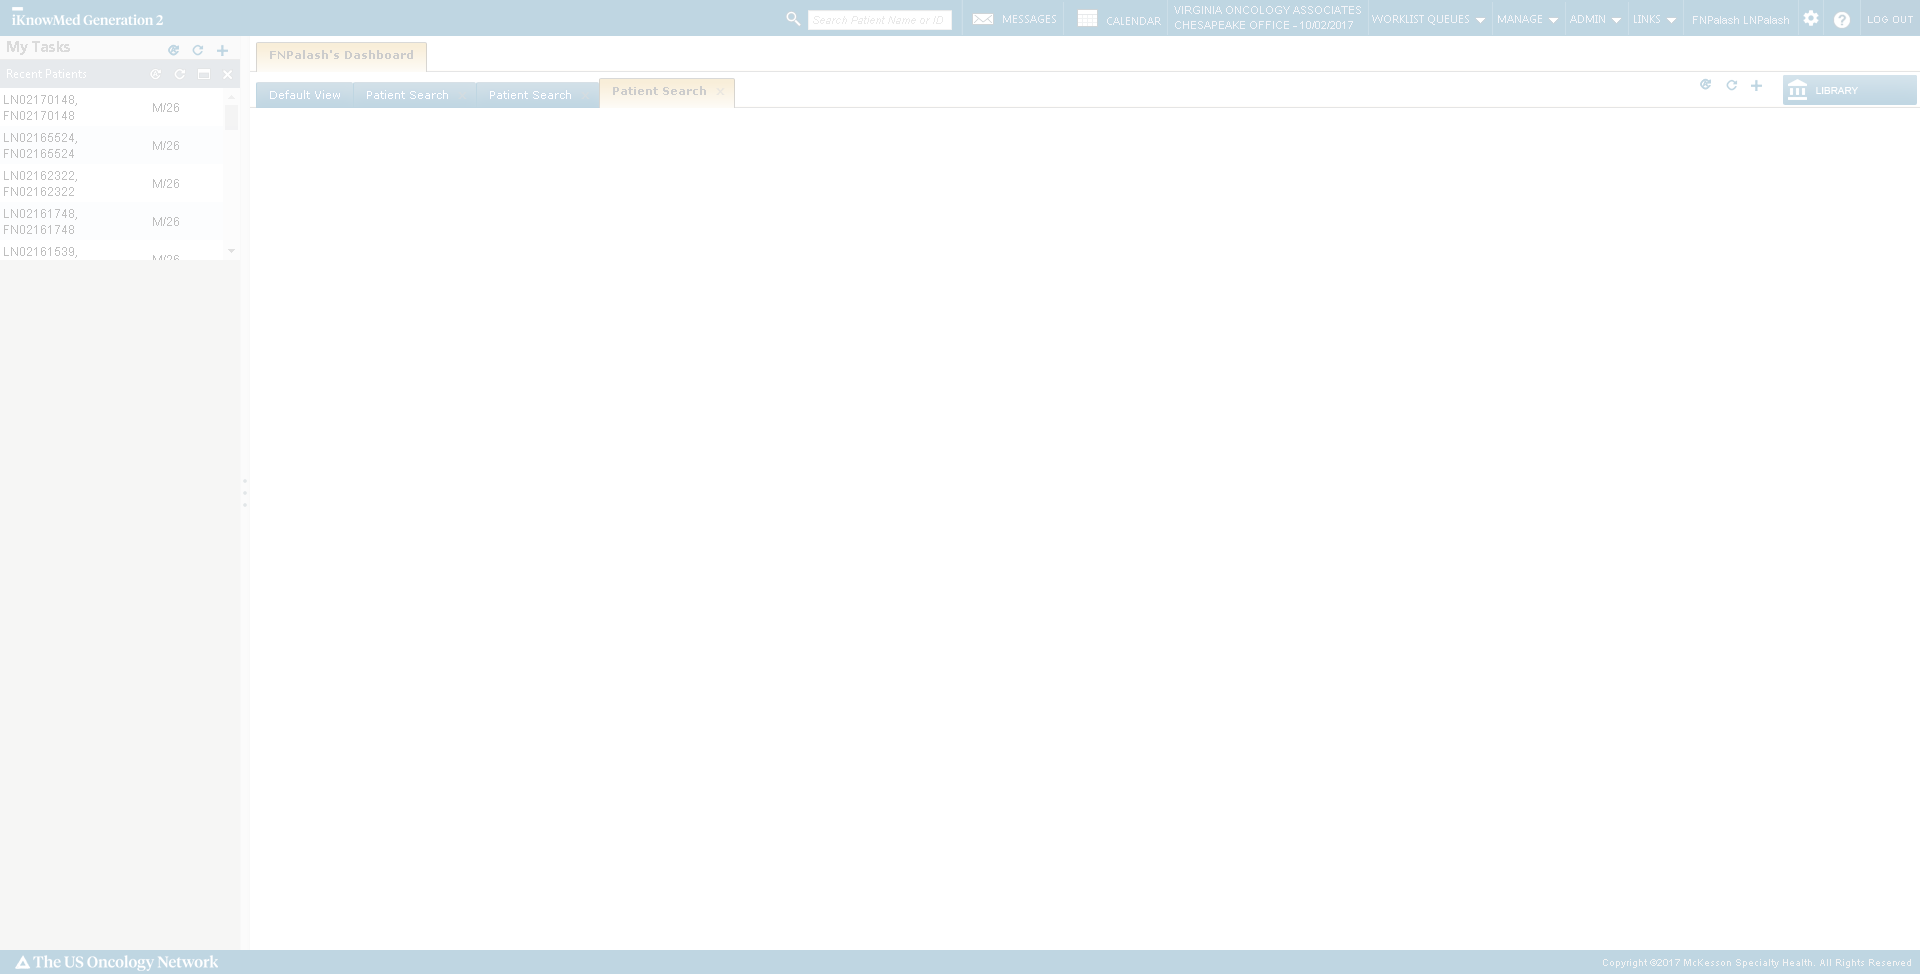 iKnowMed Generation 2
Search Patient Name or ID
MESSAGES
CALENDAR
VIRGINIA ONCOLOGY ASSOCIATES
CHESAPEAKE OFFICE - 10/02/2017
WORKLIST QUEUES
MANAGE
ADMIN
LINKS
FNPalash LNPalash
LOG OUT
My Tasks
Recent Patients
LN02170148,
FN02170148
M/26
LN02165524,
FN02165524
M/26
LN02162322,
FN02162322
M/26
LN02161748,
FN02161748
M/26
LN02161539,
M/26
FNPalash's Dashboard
Default View
Patient Search
Patient Search
Patient Search
LIBRARY
The US Oncology Network
Copyright ©2017 McKesson Specialty Health. All Rights Reserved